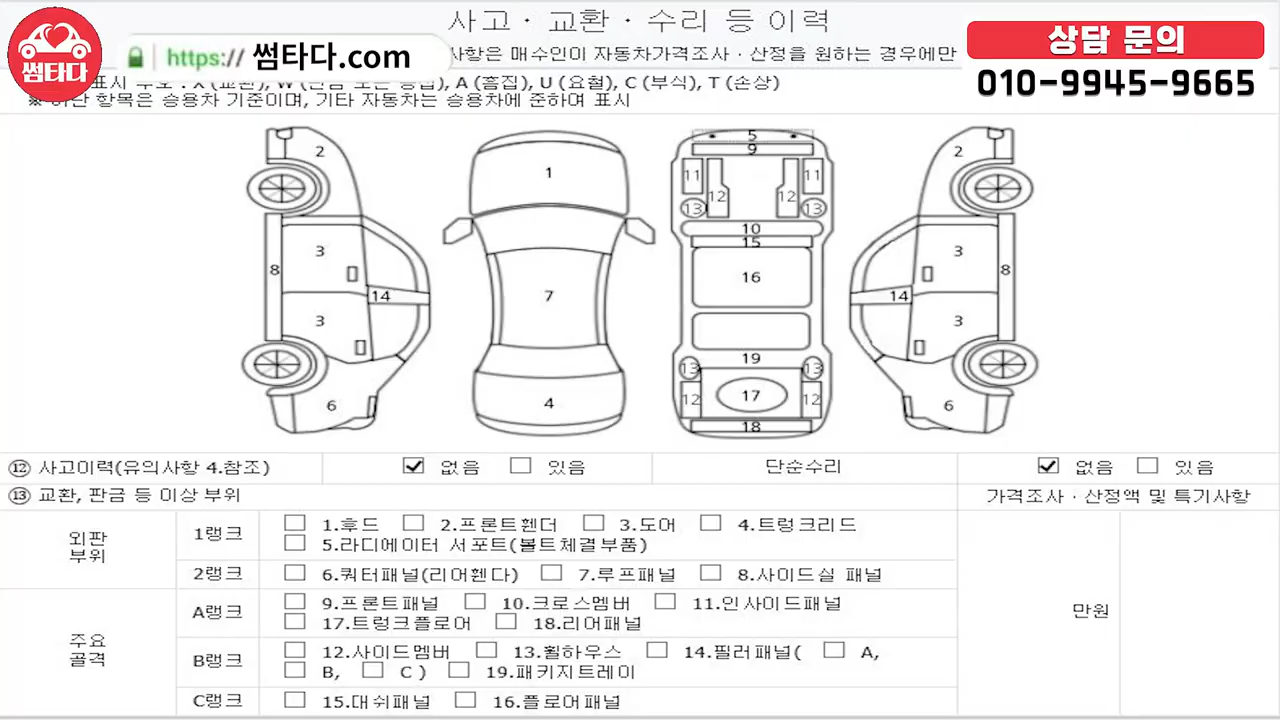 사고 · 교환 · 수리 등 이력
썸타다
https:// 썸타다.com
사항은 매수인이 자동차가격조사 · 산정을 원하는 경우에만
상담 문의
010-9945-9665
A (흠집), U (요철), C (부식), T (손상)
※ 하단 항목은 승용차 기준이며, 기타 자동차는 승용차에 준하여 표시
2
3
8
14
3
6
1
7
4
5
9
11
11
12
12
13
13
10
15
16
19
13
13
12
17
12
18
2
3
8
14
3
6
⑫ 사고이력(유의사항 4.참조) 없음 있음 단순수리 없음 있음
⑬ 교환, 판금 등 이상 부위 가격조사 · 산정액 및 특기사항
외판
부위
1랭크 1.후드 2.프론트휀더 3.도어 4.트렁크리드
5.라디에이터 서포트(볼트체결부품)
2랭크 6.쿼터패널(리어휀다) 7.루프패널 8.사이드실 패널
주요
골격
A랭크 9.프론트패널 10.크로스멤버 11.인사이드패널
17.트렁크플로어 18.리어패널
만원
B랭크 12.사이드멤버 13.휠하우스 14.필러패널( A,
B, C ) 19.패키지트레이
C랭크 15.대쉬패널 16.플로어패널